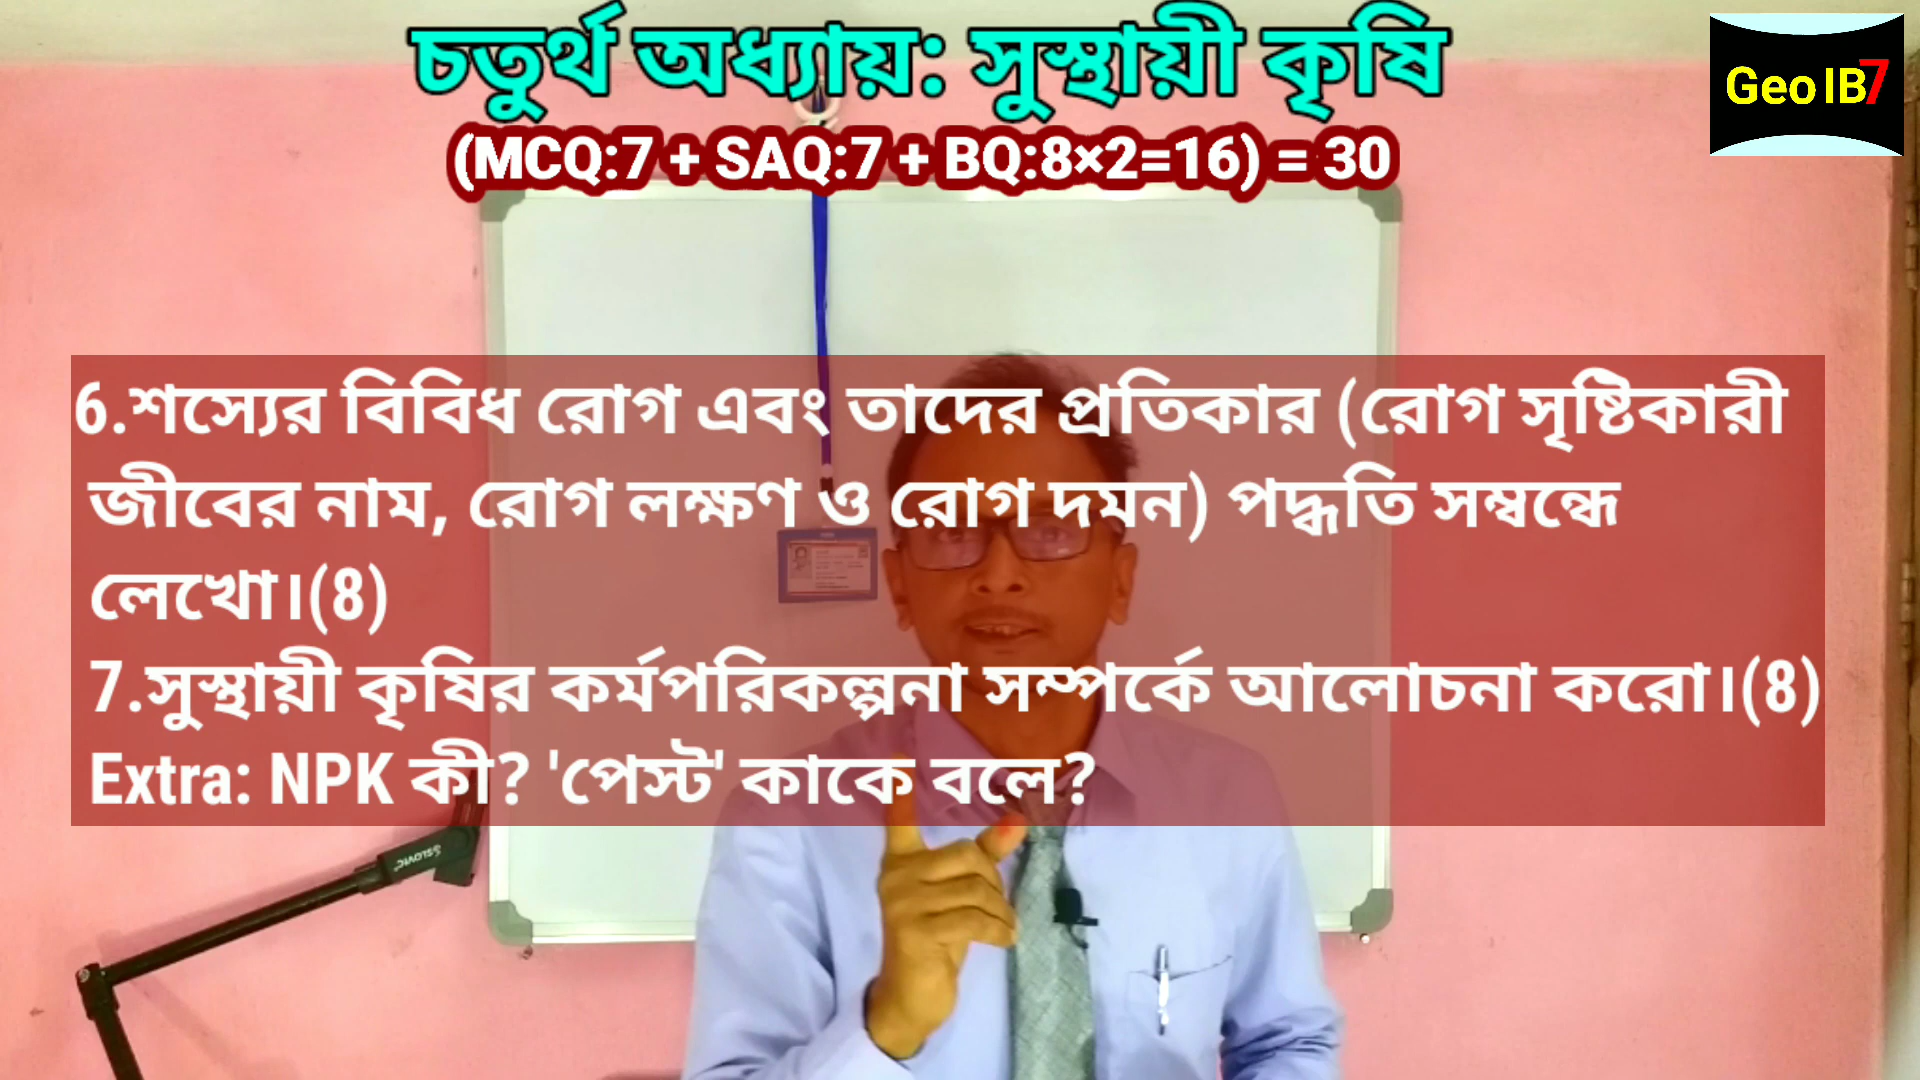 চতুর্থ অধ্যায়: সুস্থায়ী কৃষি
(MCQ:7 + SAQ:7 + BQ:8×2=16) = 30
Geo IB7
6.শস্যের বিবিধ রোগ এবং তাদের প্রতিকার (রোগ সৃষ্টিকারী
জীবের নাম, রোগ লক্ষণ ও রোগ দমন) পদ্ধতি সম্বন্ধে
লেখো।(8)
7.সুস্থায়ী কৃষির কর্মপরিকল্পনা সম্পর্কে আলোচনা করো।(8)
Extra: NPK কী? 'পেস্ট' কাকে বলে?